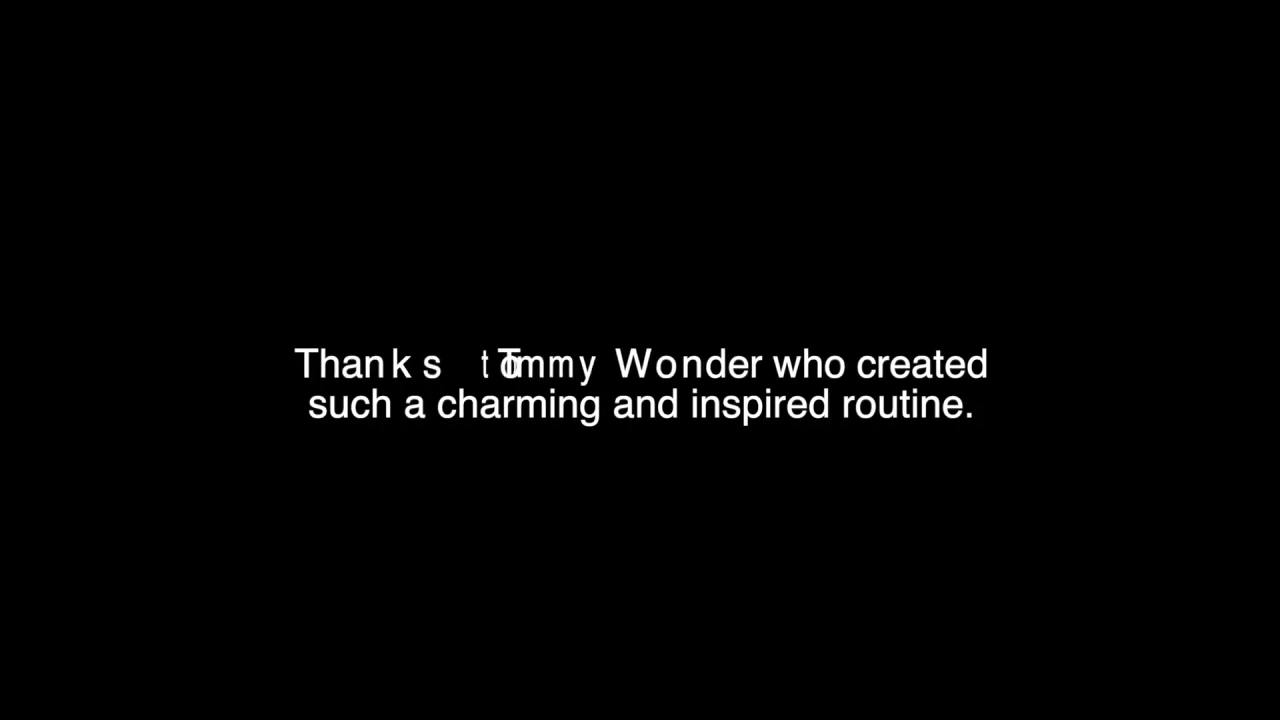 Thanks to Tommy Wonder who created
such a charming and inspired routine.